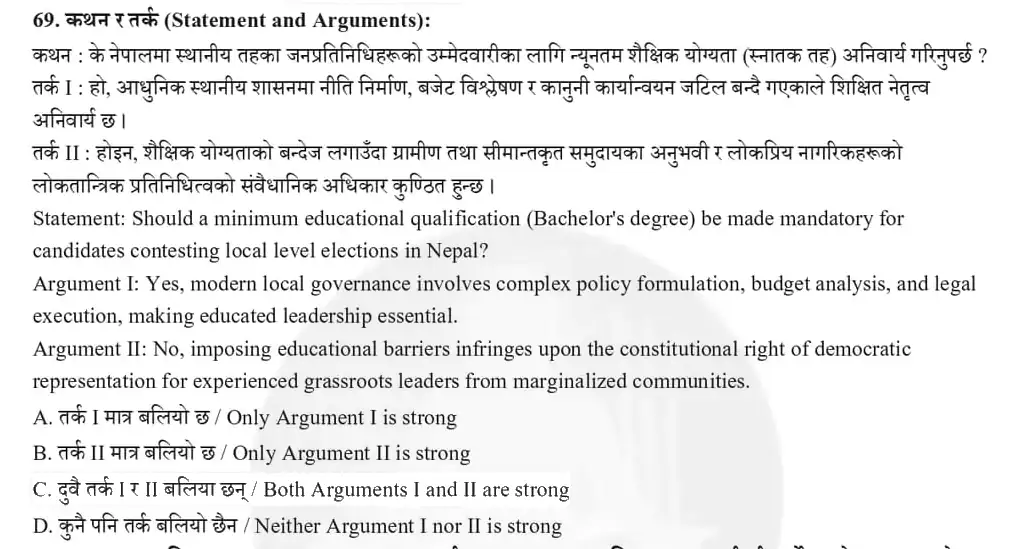 69. कथन र तर्क (Statement and Arguments):
कथन : के नेपालमा स्थानीय तहका जनप्रतिनिधिहरूको उम्मेदवारीका लागि न्यूनतम शैक्षिक योग्यता (स्नातक तह) अनिवार्य गरिनुपर्छ ?
तर्क I : हो, आधुनिक स्थानीय शासनमा नीति निर्माण, बजेट विश्लेषण र कानुनी कार्यान्वयन जटिल बन्दै गएकाले शिक्षित नेतृत्व
अनिवार्य छ।
तर्क II : होइन, शैक्षिक योग्यताको बन्देज लगाउँदा ग्रामीण तथा सीमान्तकृत समुदायका अनुभवी र लोकप्रिय नागरिकहरूको
लोकतान्त्रिक प्रतिनिधित्वको संवैधानिक अधिकार कुण्ठित हुन्छ ।
Statement: Should a minimum educational qualification (Bachelor's degree) be made mandatory for
candidates contesting local level elections in Nepal?
Argument I: Yes, modern local governance involves complex policy formulation, budget analysis, and legal
execution, making educated leadership essential.
Argument II: No, imposing educational barriers infringes upon the constitutional right of democratic
representation for experienced grassroots leaders from marginalized communities.
A. तर्क I मात्र बलियो छ / Only Argument I is strong
B. तर्क II मात्र बलियो छ / Only Argument II is strong
C. दुवै तर्क I र II बलिया छन् / Both Arguments I and II are strong
D. कुनै पनि तर्क बलियो छैन / Neither Argument I nor II is strong